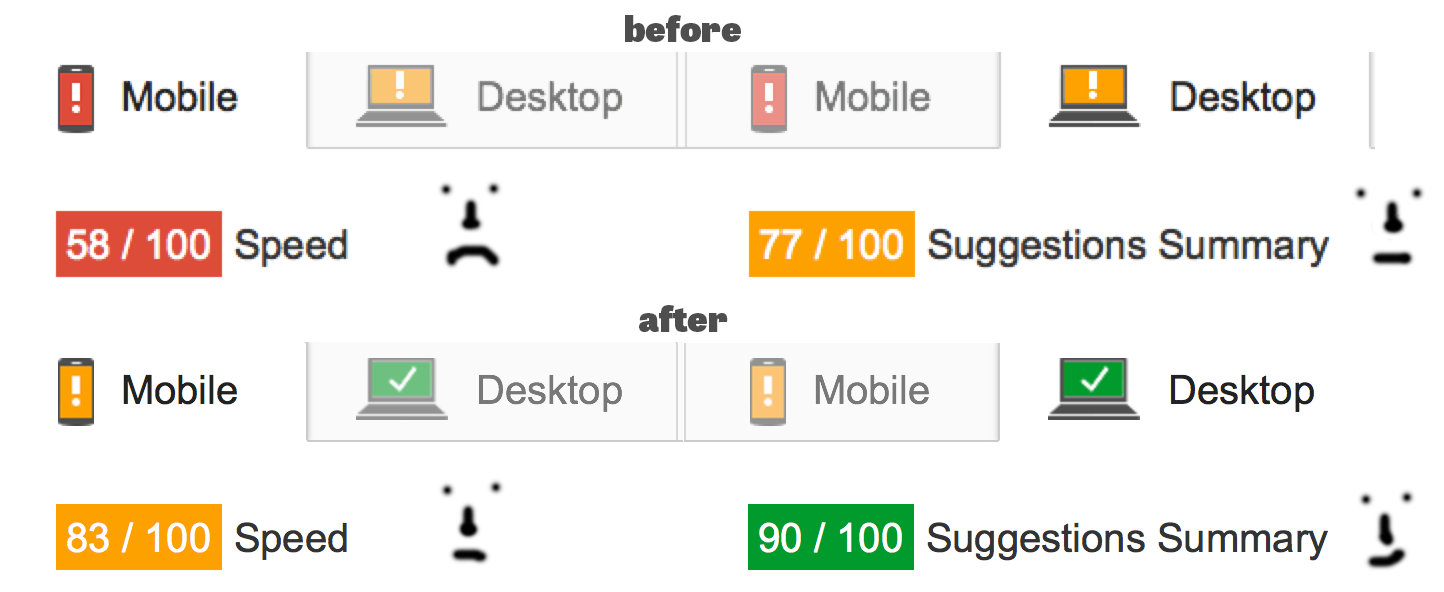 before
Mobile Desktop Mobile Desktop
58 / 100 Speed 77 / 100 Suggestions Summary
after
Mobile Desktop Mobile Desktop
83 / 100 Speed 90 / 100 Suggestions Summary